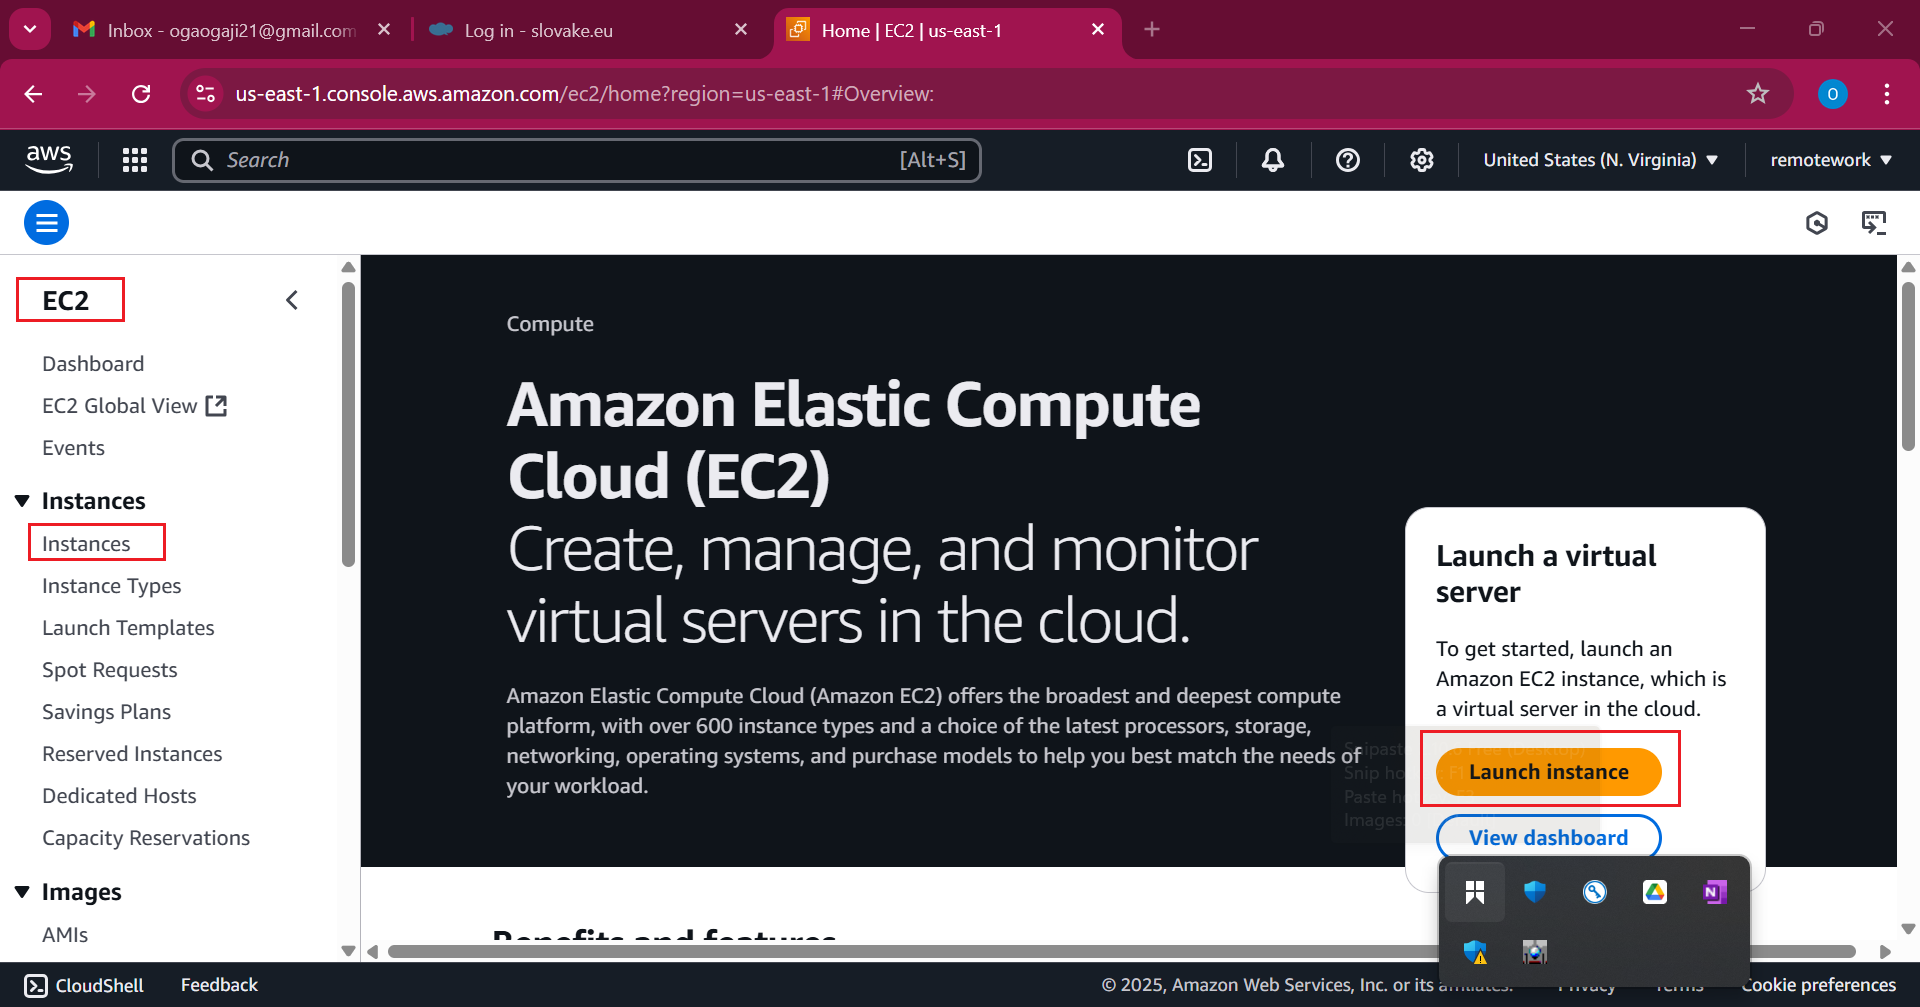 Inbox - ogaogaji21@gmail.com
Log in - slovake.eu
Home | EC2 | us-east-1
us-east-1.console.aws.amazon.com/ec2/home?region=us-east-1#Overview:
O
aws
Search
[Alt+S]
United States (N. Virginia)
remotework
EC2
Dashboard
EC2 Global View
Events
Instances
Instances
Instance Types
Launch Templates
Spot Requests
Savings Plans
Reserved Instances
Dedicated Hosts
Capacity Reservations
Images
AMIs
Compute
Amazon Elastic Compute
Cloud (EC2)
Create, manage, and monitor
virtual servers in the cloud.
Amazon Elastic Compute Cloud (Amazon EC2) offers the broadest and deepest compute
platform, with over 600 instance types and a choice of the latest processors, storage,
networking, operating systems, and purchase models to help you best match the needs of
your workload.
Launch a virtual
server
To get started, launch an
Amazon EC2 instance, which is
a virtual server in the cloud.
Launch instance
View dashboard
Benefits and features
CloudShell
Feedback
© 2025, Amazon Web Services, Inc. or its affiliates.
Privacy
Terms
Cookie preferences